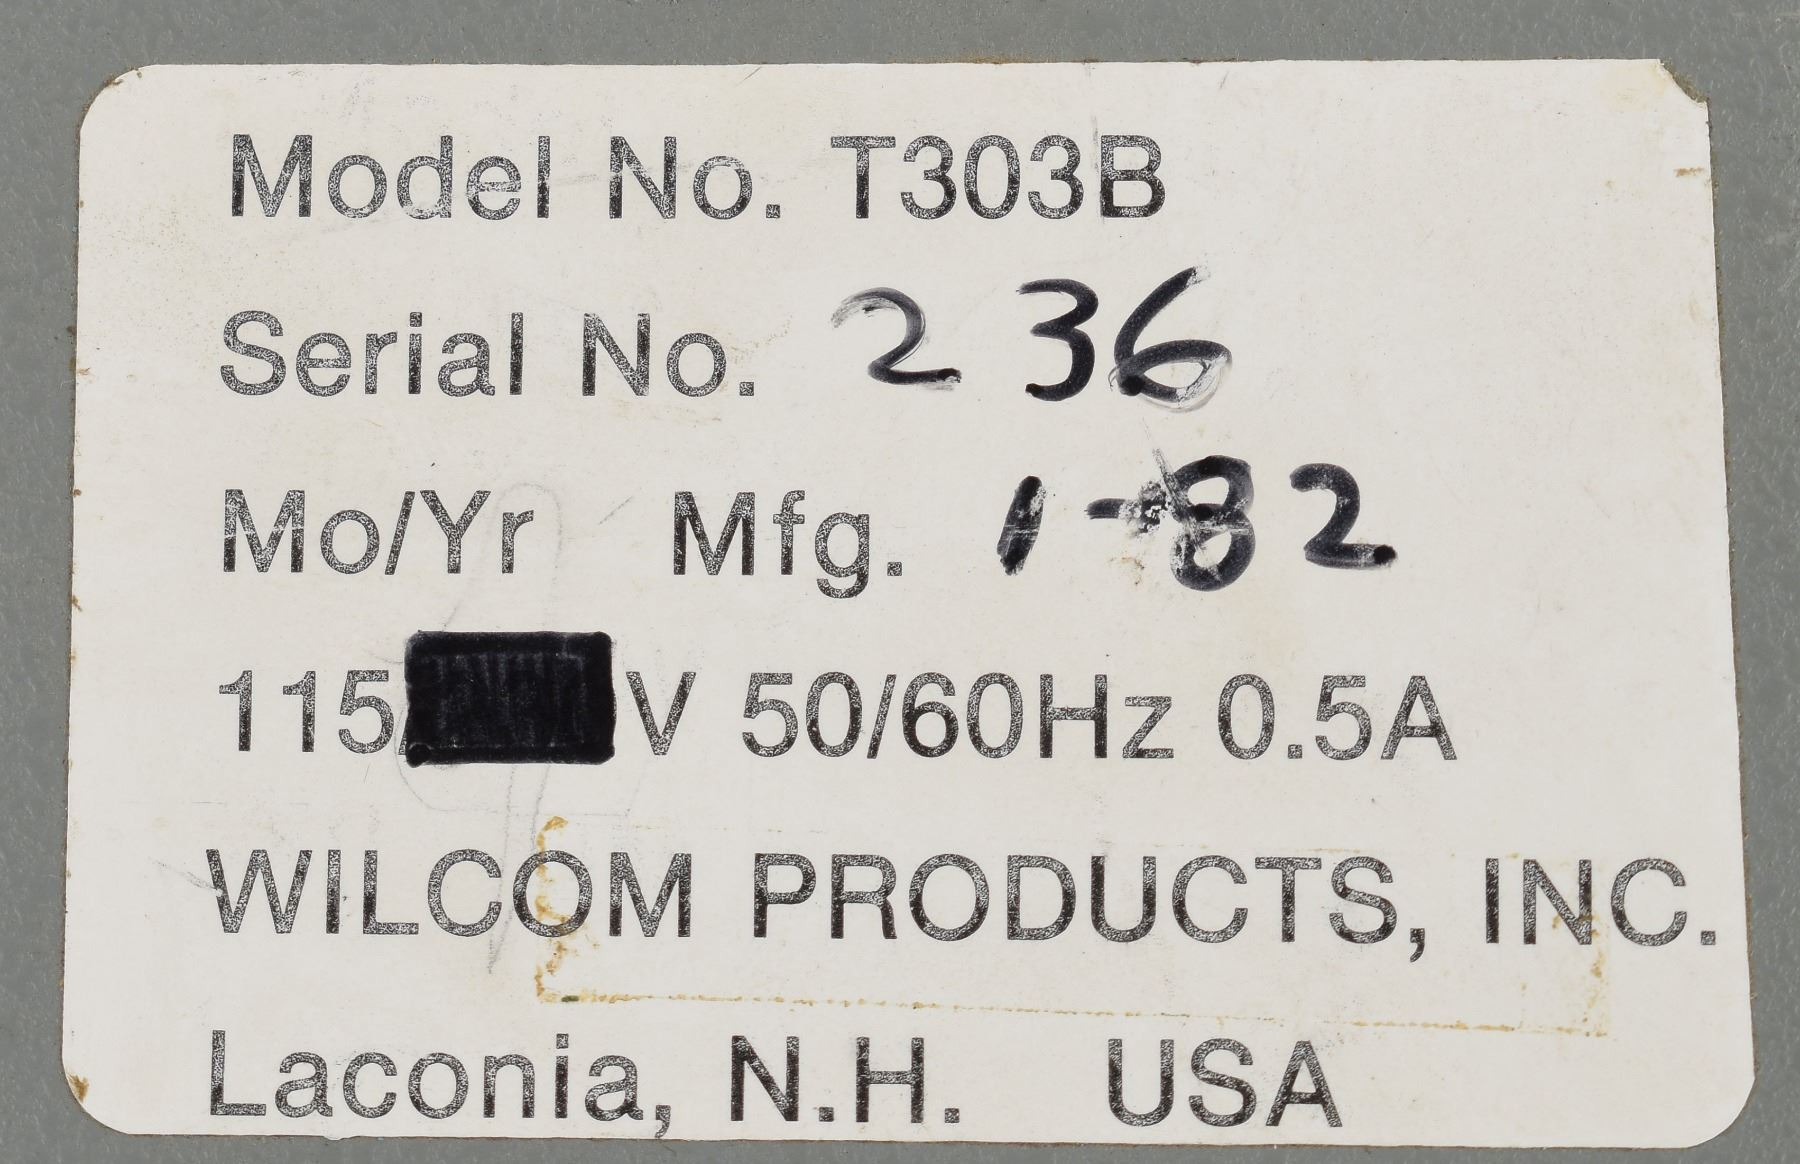 Model No. T303B
Serial No. 236
Mo/Yr Mfg. 1-82
115 V 50/60Hz 0.5A
WILCOM PRODUCTS, INC.
Laconia, N.H. USA